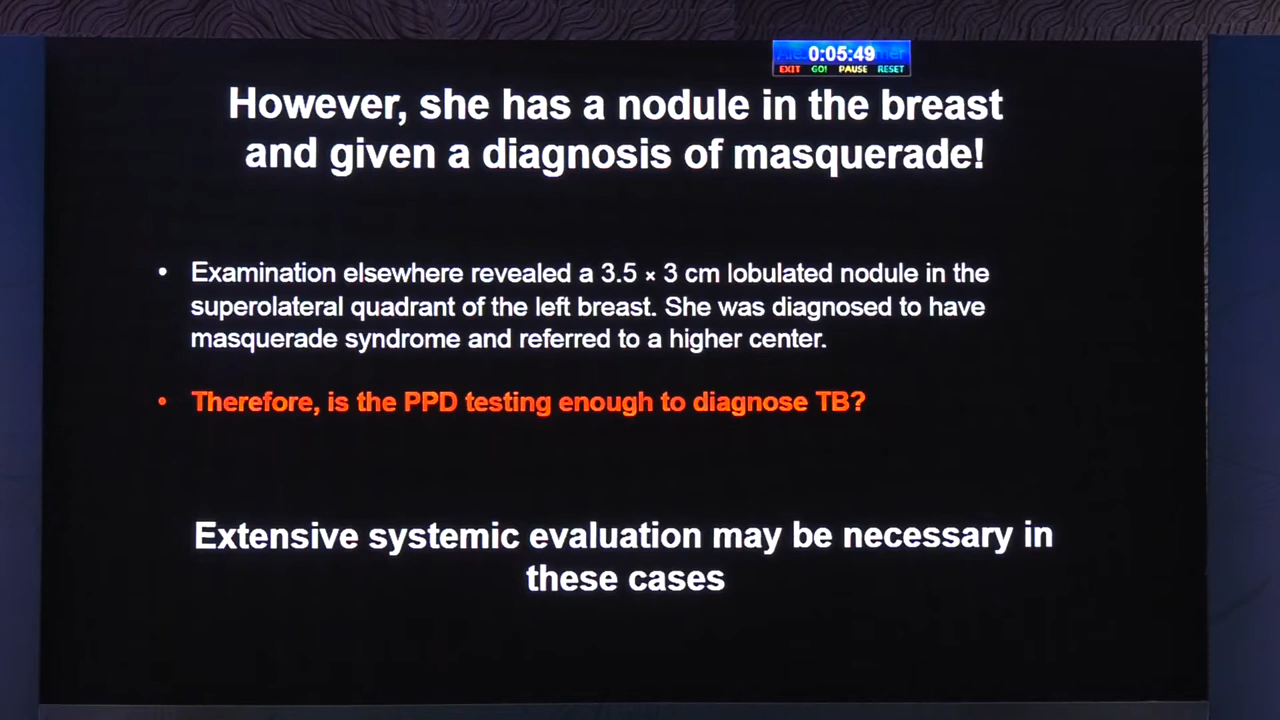 0:05:49
EXIT GO! PAUSE RESET
However, she has a nodule in the breast
and given a diagnosis of masquerade!
• Examination elsewhere revealed a 3.5 × 3 cm lobulated nodule in the
superolateral quadrant of the left breast. She was diagnosed to have
masquerade syndrome and referred to a higher center.
• Therefore, is the PPD testing enough to diagnose TB?
Extensive systemic evaluation may be necessary in
these cases